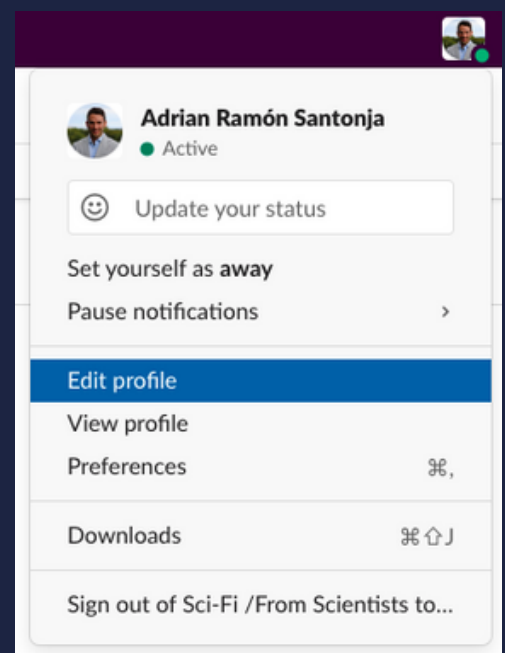 Adrian Ramón Santonja
Active
Update your status
Set yourself as away
Pause notifications
Edit profile
View profile
Preferences ⌘,
Downloads ⌘⇧J
Sign out of Sci-Fi /From Scientists to...